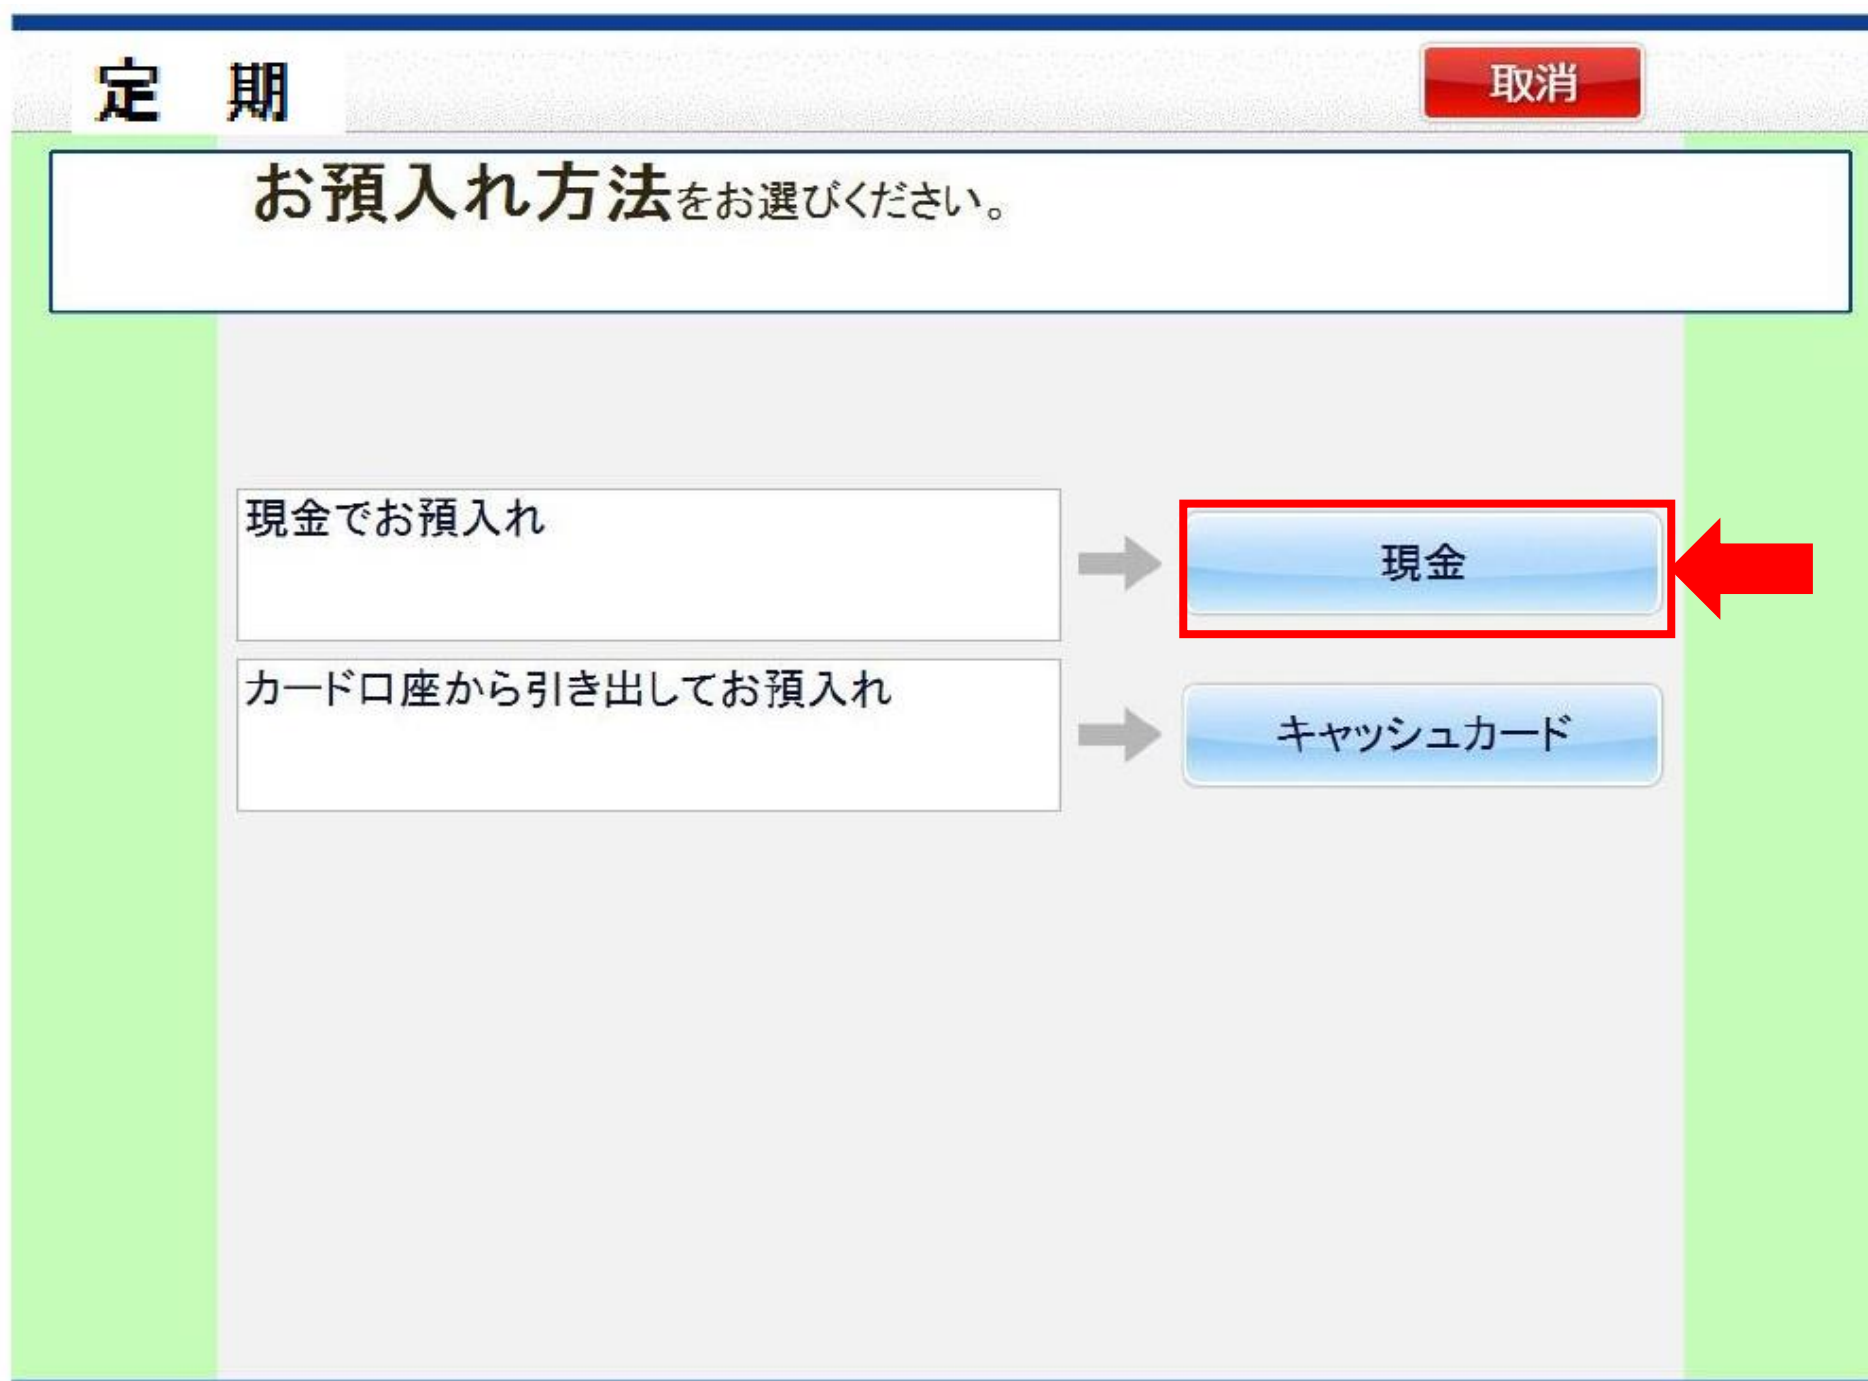 定 期
取消
お預入れ方法をお選びください。
現金でお預入れ
現金
カード口座から引き出してお預入れ
キャッシュカード